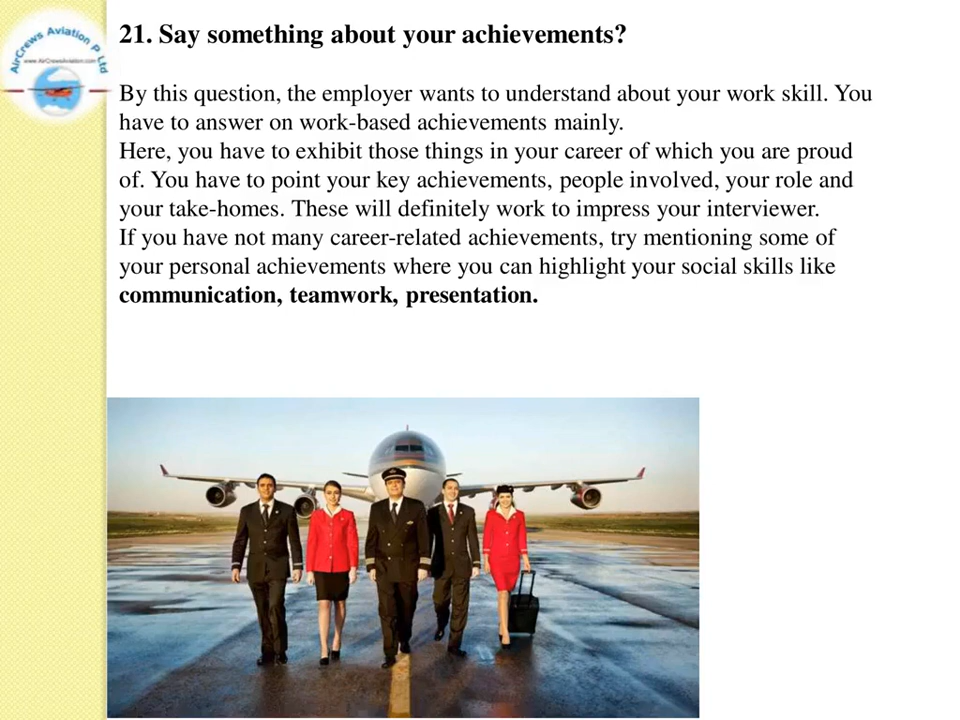 AirCrews Aviation P Ltd
www.AirCrewsAviation.com
21. Say something about your achievements?
By this question, the employer wants to understand about your work skill. You
have to answer on work-based achievements mainly.
Here, you have to exhibit those things in your career of which you are proud
of. You have to point your key achievements, people involved, your role and
your take-homes. These will definitely work to impress your interviewer.
If you have not many career-related achievements, try mentioning some of
your personal achievements where you can highlight your social skills like
communication, teamwork, presentation.